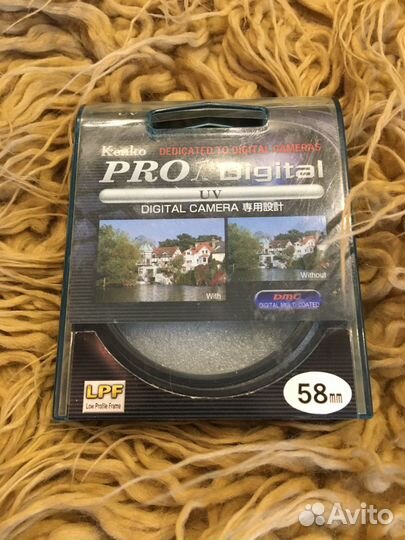 Kenko DEDICATED TO DIGITAL CAMERAS
PRO1 Digital
UV
DIGITAL CAMERA 専用設計
With
Without
DMC
DIGITAL MULTI-COATED
LPF
Low Profile Frame
58mm
Avito